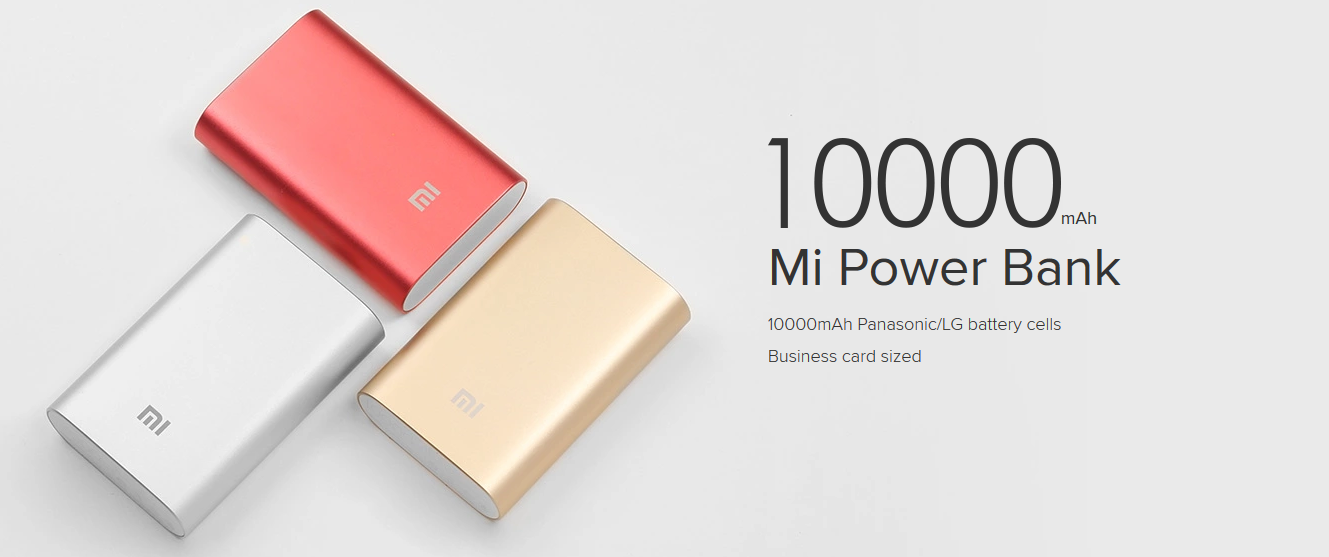 mi
mi
mi
10000mAh
Mi Power Bank
10000mAh Panasonic/LG battery cells
Business card sized